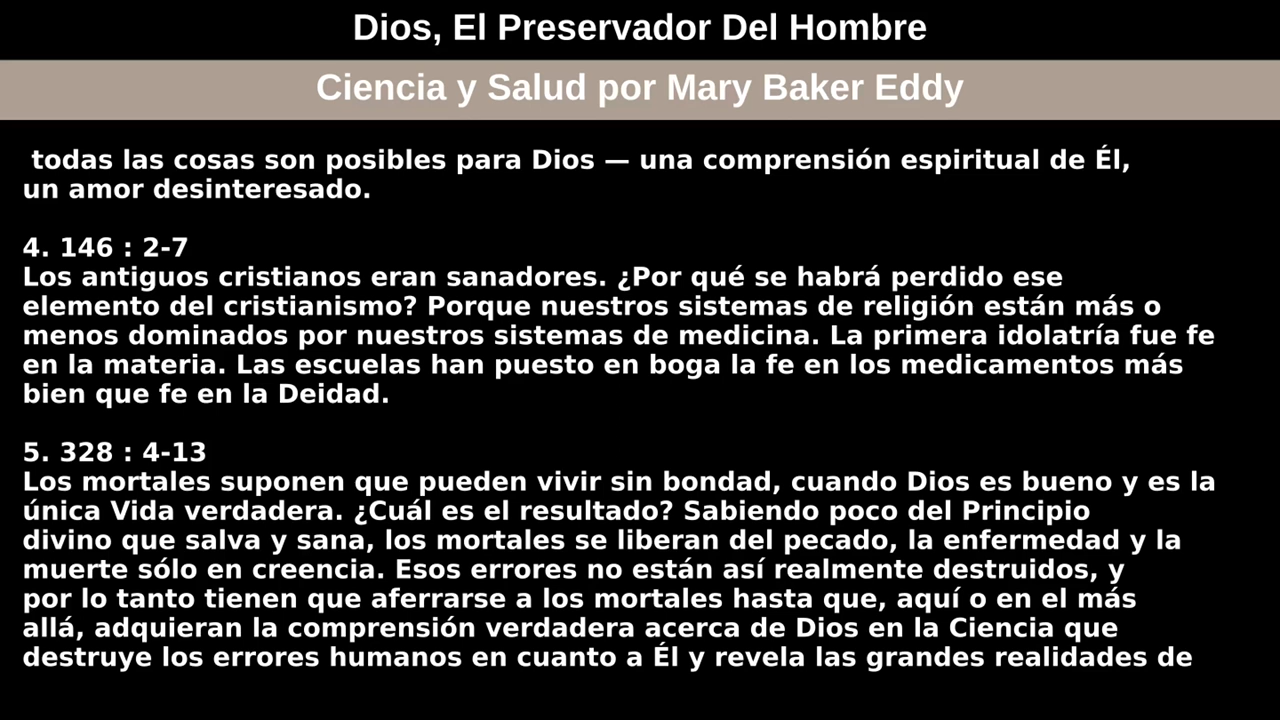 Dios, El Preservador Del Hombre
Ciencia y Salud por Mary Baker Eddy
todas las cosas son posibles para Dios — una comprensión espiritual de Él,
un amor desinteresado.
4. 146 : 2-7
Los antiguos cristianos eran sanadores. ¿Por qué se habrá perdido ese
elemento del cristianismo? Porque nuestros sistemas de religión están más o
menos dominados por nuestros sistemas de medicina. La primera idolatría fue fe
en la materia. Las escuelas han puesto en boga la fe en los medicamentos más
bien que fe en la Deidad.
5. 328 : 4-13
Los mortales suponen que pueden vivir sin bondad, cuando Dios es bueno y es la
única Vida verdadera. ¿Cuál es el resultado? Sabiendo poco del Principio
divino que salva y sana, los mortales se liberan del pecado, la enfermedad y la
muerte sólo en creencia. Esos errores no están así realmente destruidos, y
por lo tanto tienen que aferrarse a los mortales hasta que, aquí o en el más
allá, adquieran la comprensión verdadera acerca de Dios en la Ciencia que
destruye los errores humanos en cuanto a Él y revela las grandes realidades de